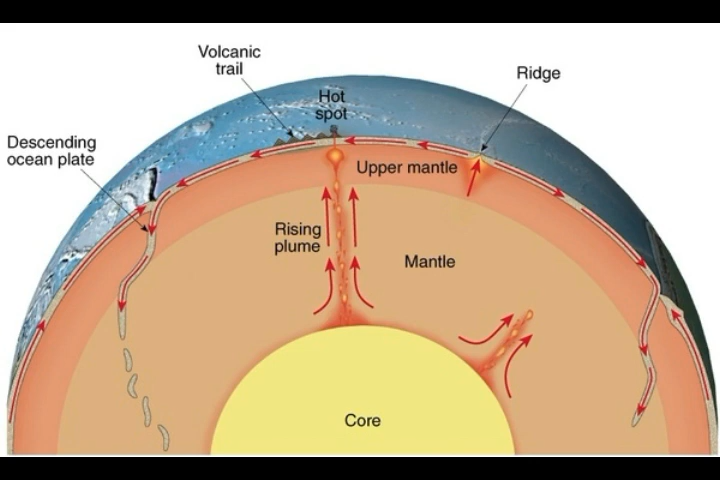 Volcanic
trail
Ridge
Hot
spot
Descending
ocean plate
Upper mantle
Rising
plume
Mantle
Core